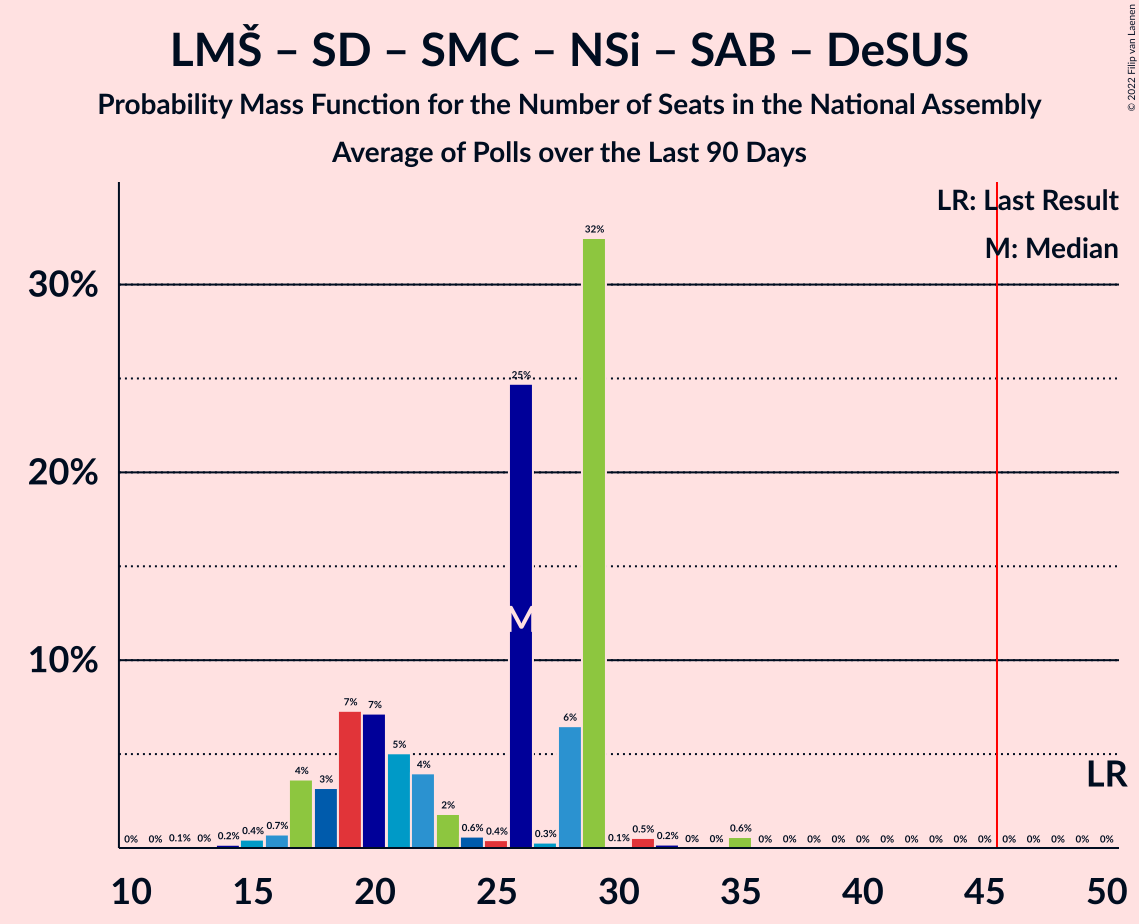 LMŠ – SD – SMC – NSi – SAB – DeSUS
Probability Mass Function for the Number of Seats in the National Assembly
Average of Polls over the Last 90 Days
© 2022 Filip van Laenen
LR: Last Result
M: Median
30%
20%
10%
0% 0% 0.1% 0% 0.2% 0.4% 0.7% 4% 3% 7% 7% 5% 4% 2% 0.6% 0.4% 25% 0.3% 6% 32% 0.1% 0.5% 0.2% 0% 0% 0.6% 0% 0% 0% 0% 0% 0% 0% 0% 0% 0% 0% 0% 0% 0% 0%
M
LR
10 15 20 25 30 35 40 45 50